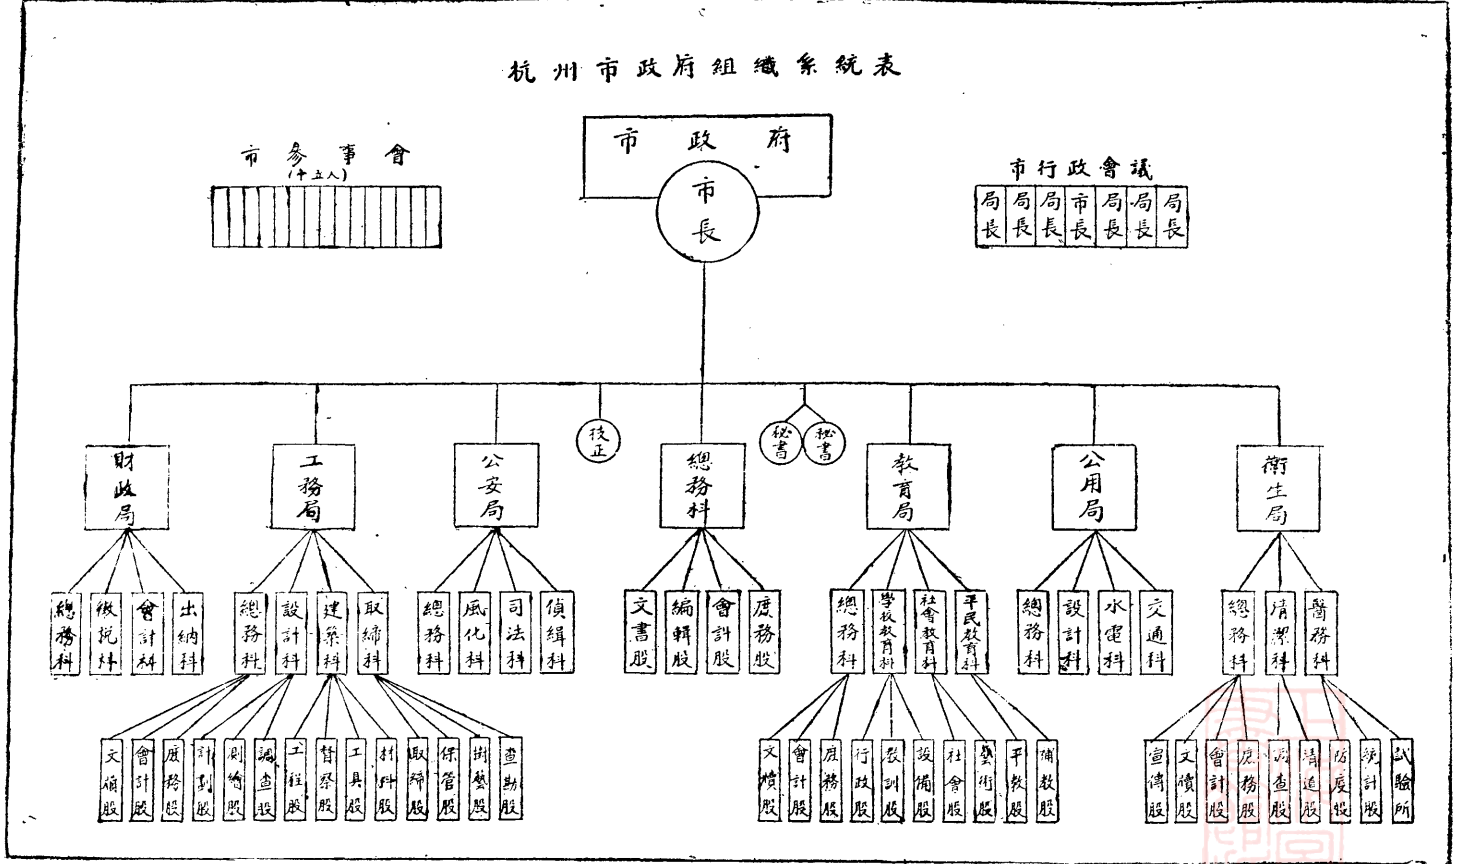 杭州市政府組織系統表
市政府
市長
市參事會
(十五人)
市行政會議
局長
局長
局長
市長
局長
局長
局長
技正
秘書
秘書
財政局
工務局
公安局
總務科
教育局
公用局
衛生局
總務科
徵稅科
會計科
出納科
總務科
設計科
建築科
取締科
總務科
風化科
司法科
偵緝科
文書股
編輯股
會計股
庶務股
總務科
學校教育科
社會教育科
平民教育科
總務科
設計科
水電科
交通科
總務科
清潔科
醫務科
文牘股
會計股
庶務股
計劃股
測繪股
調查股
工程股
督察股
工具股
材料股
取締股
保管股
樹藝股
查勘股
文牘股
會計股
庶務股
行政股
教訓股
設備股
社會股
藝術股
平教股
補教股
宣傳股
文牘股
會計股
庶務股
調查股
清道股
防疫股
統計股
試驗所